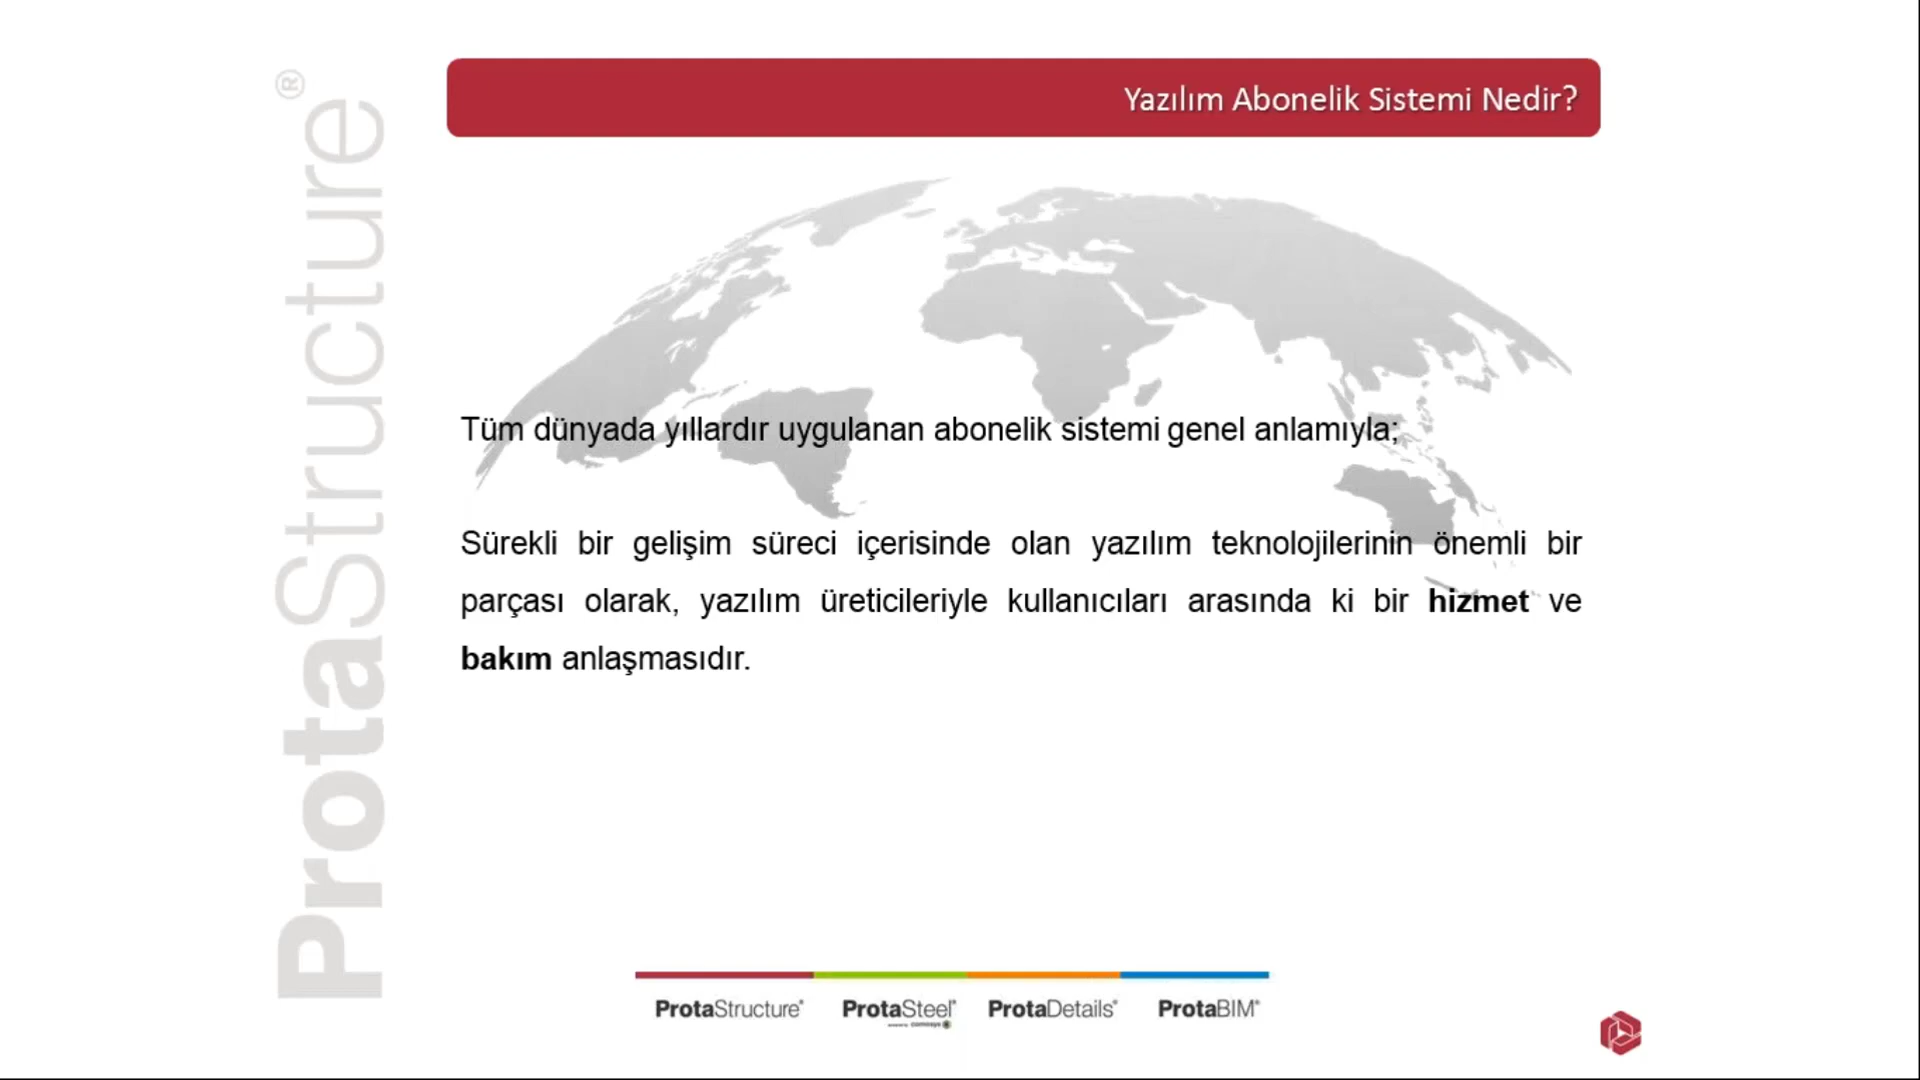 Yazılım Abonelik Sistemi Nedir?
ProtaStructure®
Tüm dünyada yıllardır uygulanan abonelik sistemi genel anlamıyla;
Sürekli bir gelişim süreci içerisinde olan yazılım teknolojilerinin önemli bir
parçası olarak, yazılım üreticileriyle kullanıcıları arasında ki bir hizmet ve
bakım anlaşmasıdır.
ProtaStructure® ProtaSteel® ProtaDetails® ProtaBIM®